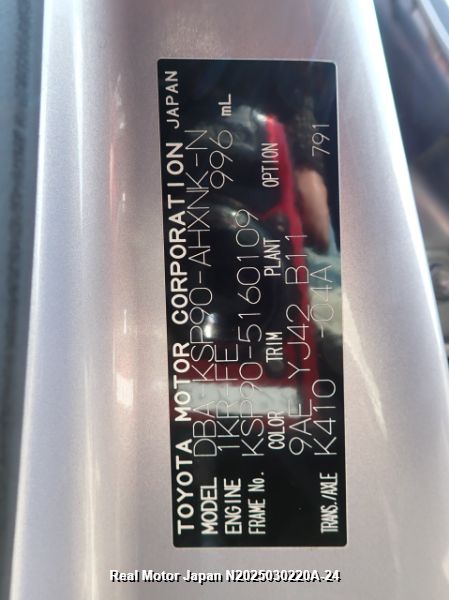 TOYOTA MOTOR CORPORATION JAPAN
MODEL DBA-KSP90-AHXNK-N
ENGINE 1KR-FE 996 mL
FRAME No. KSP90-5160109
COLOR TRIM PLANT OPTION
9AE YJ42 B11
TRANS./AXLE K410 -04A 791
Real Motor Japan N2025030220A-24